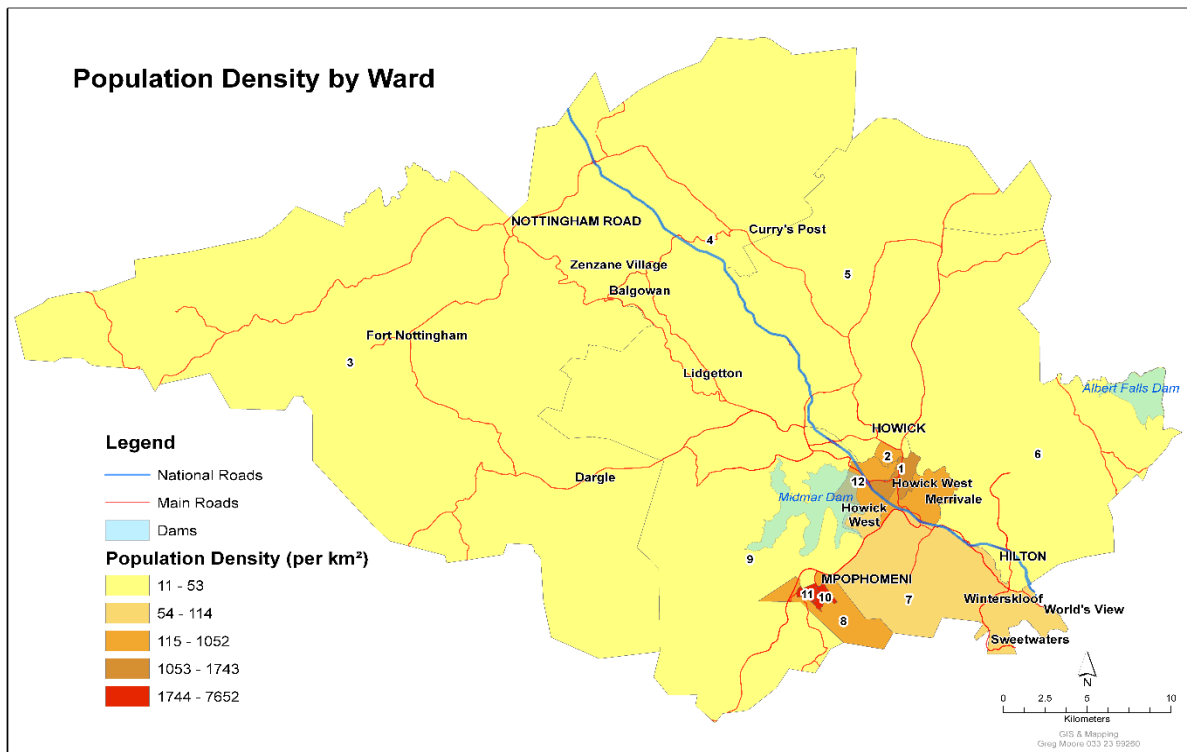 Population Density by Ward
NOTTINGHAM ROAD
4
Curry's Post
Zenzane Village
5
Balgowan
Fort Nottingham
3
Lidgetton
Albert Falls Dam
HOWICK
Legend
2
6
National Roads
1
Dargle
12
Howick West
Main Roads
Midmar Dam
Merrivale
Howick
West
Dams
Population Density (per km²)
9
HILTON
11 - 53
MPOPHOMENI
11
10
7
Winterskloof
54 - 114
World's View
8
115 - 1052
Sweetwaters
1053 - 1743
N
1744 - 7652
0 2.5 5 10
Kilometers
GIS & Mapping
Greg Moore 033 23 99260